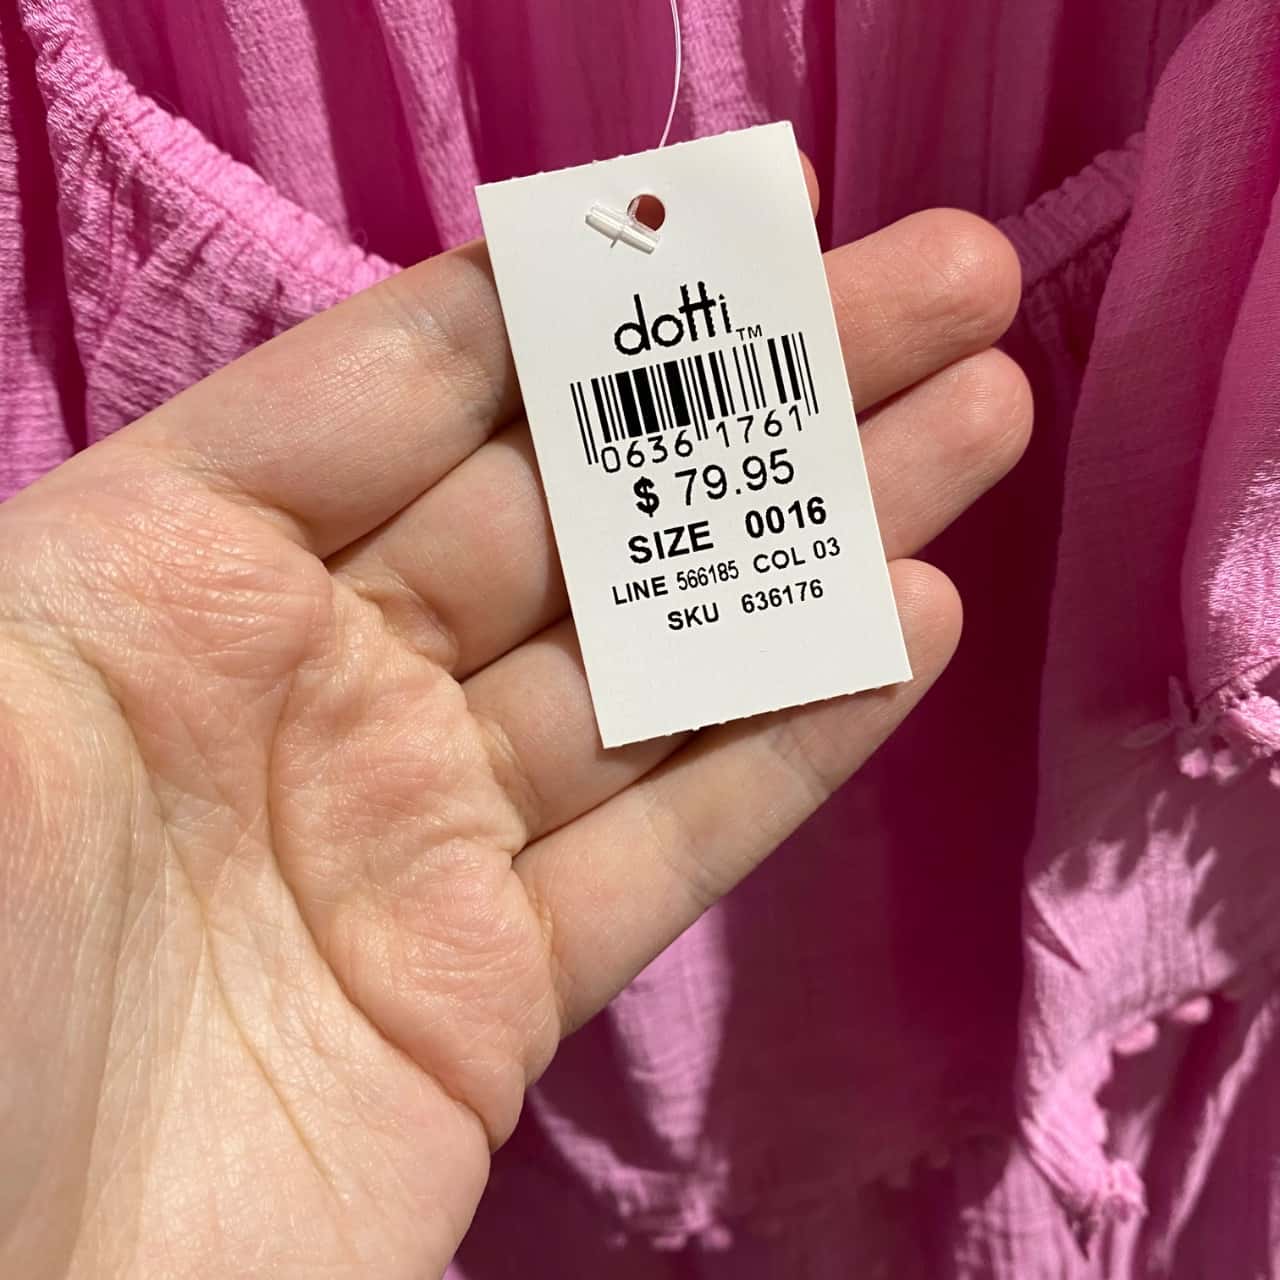 dotti™
0636 1761
$ 79.95
SIZE 0016
LINE 566185 COL 03
SKU 636176